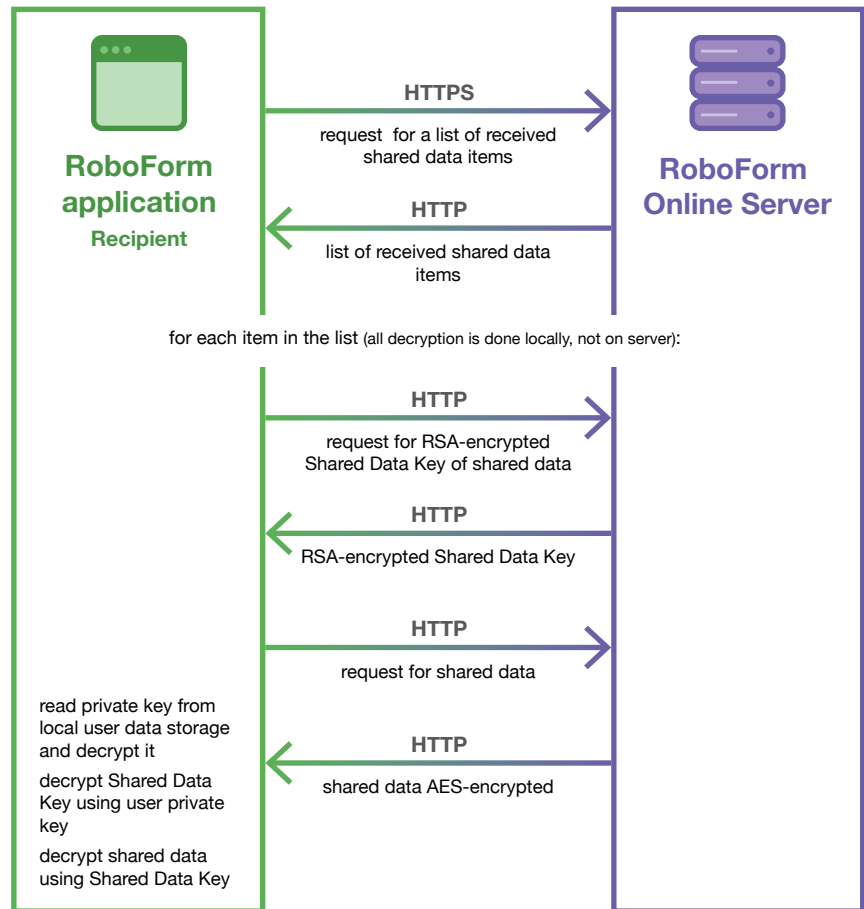 HTTPS
request for a list of received
shared data items
RoboForm
application
Recipient
RoboForm
Online Server
HTTP
list of received shared data
items
for each item in the list (all decryption is done locally, not on server):
HTTP
request for RSA-encrypted
Shared Data Key of shared data
HTTP
RSA-encrypted Shared Data Key
HTTP
request for shared data
read private key from
local user data storage
and decrypt it
HTTP
shared data AES-encrypted
decrypt Shared Data
Key using user private
key
decrypt shared data
using Shared Data Key